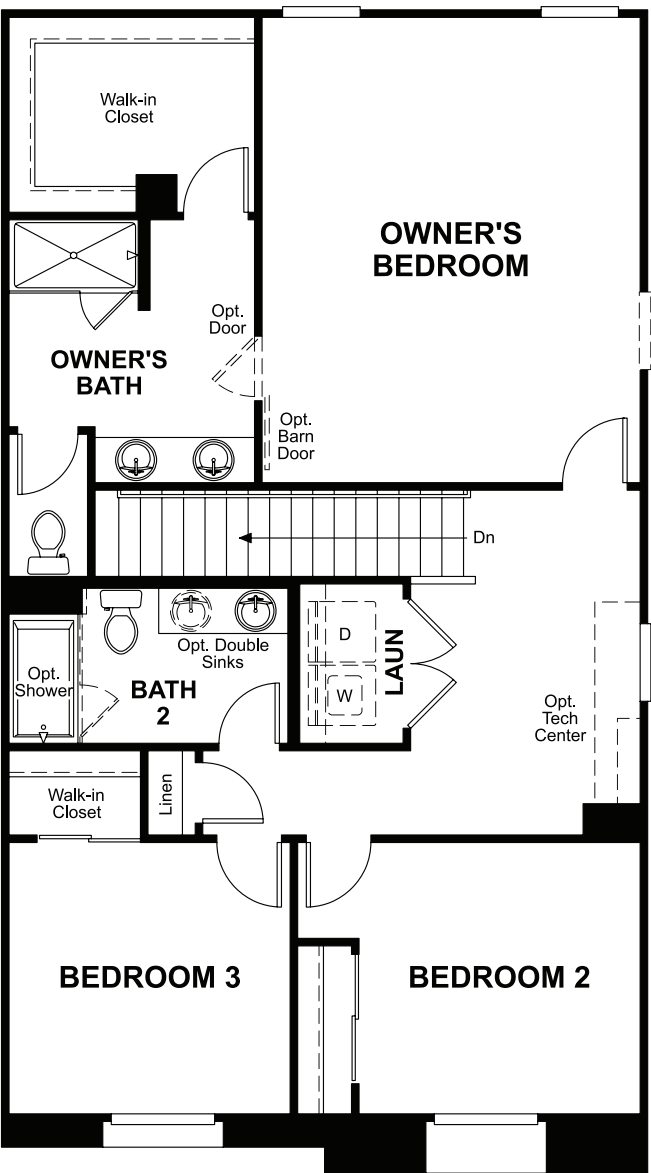 Walk-in
Closet
OWNER'S
BEDROOM
Opt.
Door
OWNER'S
BATH
Opt.
Barn
Door
Dn
D
W
LAUN
Opt. Double
Sinks
Opt.
Shower
BATH
2
Opt.
Tech
Center
Walk-in
Closet
Linen
BEDROOM 3
BEDROOM 2